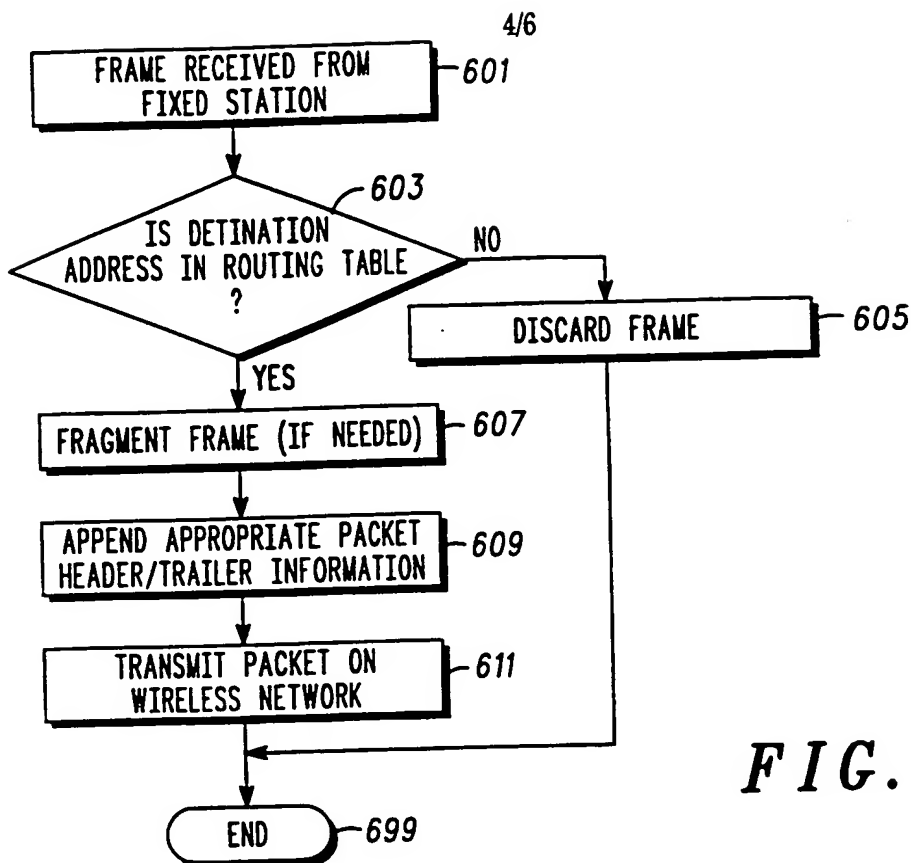 4/6
FRAME RECEIVED FROM
FIXED STATION
601
603
IS DETINATION
ADDRESS IN ROUTING TABLE
?
NO
DISCARD FRAME
605
YES
FRAGMENT FRAME (IF NEEDED)
607
APPEND APPROPRIATE PACKET
HEADER/TRAILER INFORMATION
609
TRANSMIT PACKET ON
WIRELESS NETWORK
611
FIG.
END
699